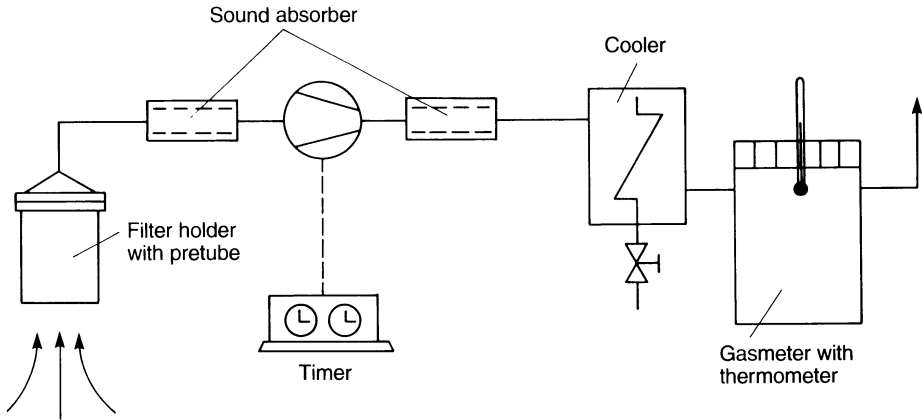 Sound absorber
Cooler
Filter holder
with pretube
Timer
Gasmeter with
thermometer